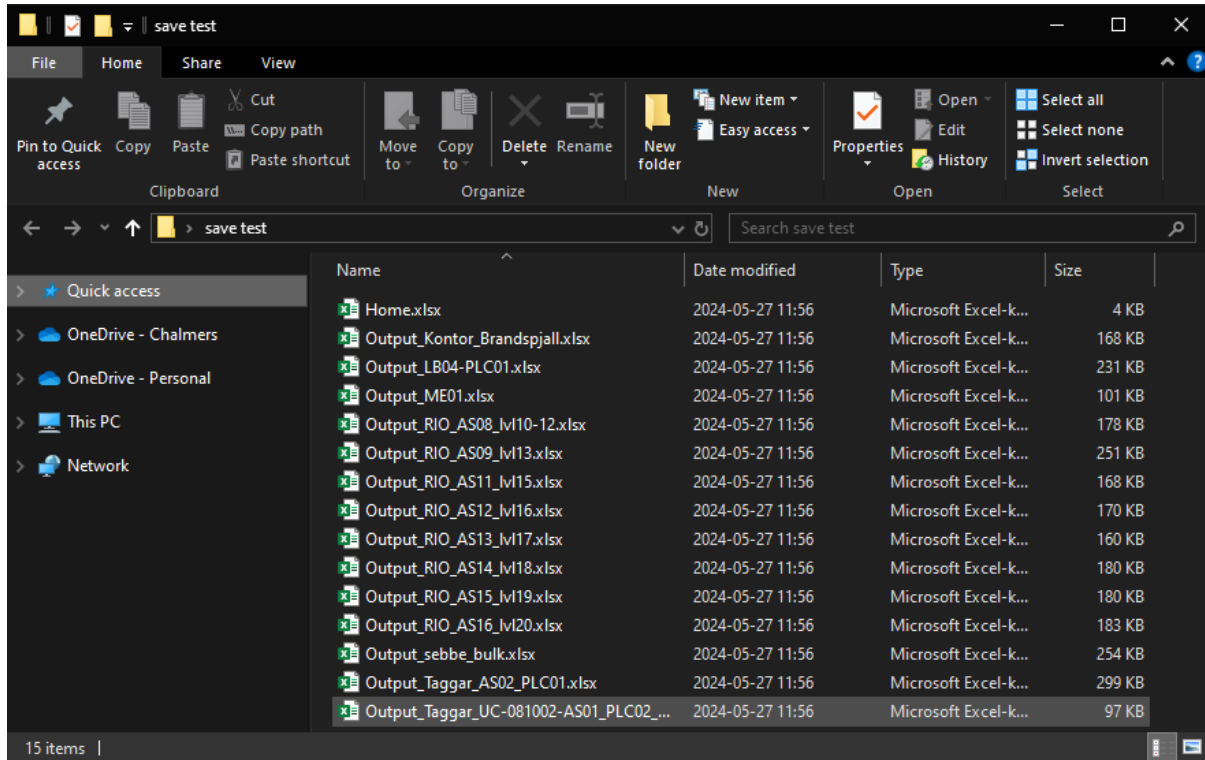 save test
File Home Share View
Pin to Quick access
Copy
Paste
Cut
Copy path
Paste shortcut
Clipboard
Move to
Copy to
Delete
Rename
Organize
New folder
New item
Easy access
New
Properties
Open
Edit
History
Open
Select all
Select none
Invert selection
Select
save test
Search save test
Quick access
OneDrive - Chalmers
OneDrive - Personal
This PC
Network
Name Date modified Type Size
Home.xlsx 2024-05-27 11:56 Microsoft Excel-k... 4 KB
Output_Kontor_Brandspjall.xlsx 2024-05-27 11:56 Microsoft Excel-k... 168 KB
Output_LB04-PLC01.xlsx 2024-05-27 11:56 Microsoft Excel-k... 231 KB
Output_ME01.xlsx 2024-05-27 11:56 Microsoft Excel-k... 101 KB
Output_RIO_AS08_lvl10-12.xlsx 2024-05-27 11:56 Microsoft Excel-k... 178 KB
Output_RIO_AS09_lvl13.xlsx 2024-05-27 11:56 Microsoft Excel-k... 251 KB
Output_RIO_AS11_lvl15.xlsx 2024-05-27 11:56 Microsoft Excel-k... 168 KB
Output_RIO_AS12_lvl16.xlsx 2024-05-27 11:56 Microsoft Excel-k... 170 KB
Output_RIO_AS13_lvl17.xlsx 2024-05-27 11:56 Microsoft Excel-k... 160 KB
Output_RIO_AS14_lvl18.xlsx 2024-05-27 11:56 Microsoft Excel-k... 180 KB
Output_RIO_AS15_lvl19.xlsx 2024-05-27 11:56 Microsoft Excel-k... 180 KB
Output_RIO_AS16_lvl20.xlsx 2024-05-27 11:56 Microsoft Excel-k... 183 KB
Output_sebbe_bulk.xlsx 2024-05-27 11:56 Microsoft Excel-k... 254 KB
Output_Taggar_AS02_PLC01.xlsx 2024-05-27 11:56 Microsoft Excel-k... 299 KB
Output_Taggar_UC-081002-AS01_PLC02_... 2024-05-27 11:56 Microsoft Excel-k... 97 KB
15 items